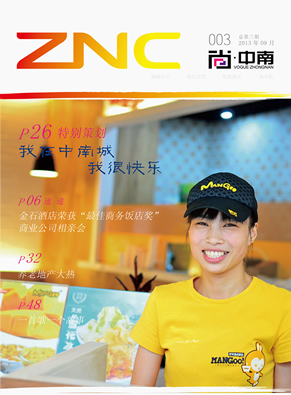 ZNC
003
总第三期
2013年09月
尚·中南
VOGUE ZHONGNAN
P26 特别策划
我在中南城
我很快乐
P06 速递
金石酒店荣获“最佳商务饭店奖”
商业公司相亲会
P32
养老地产大热
P48
MANGOO
MANGOO